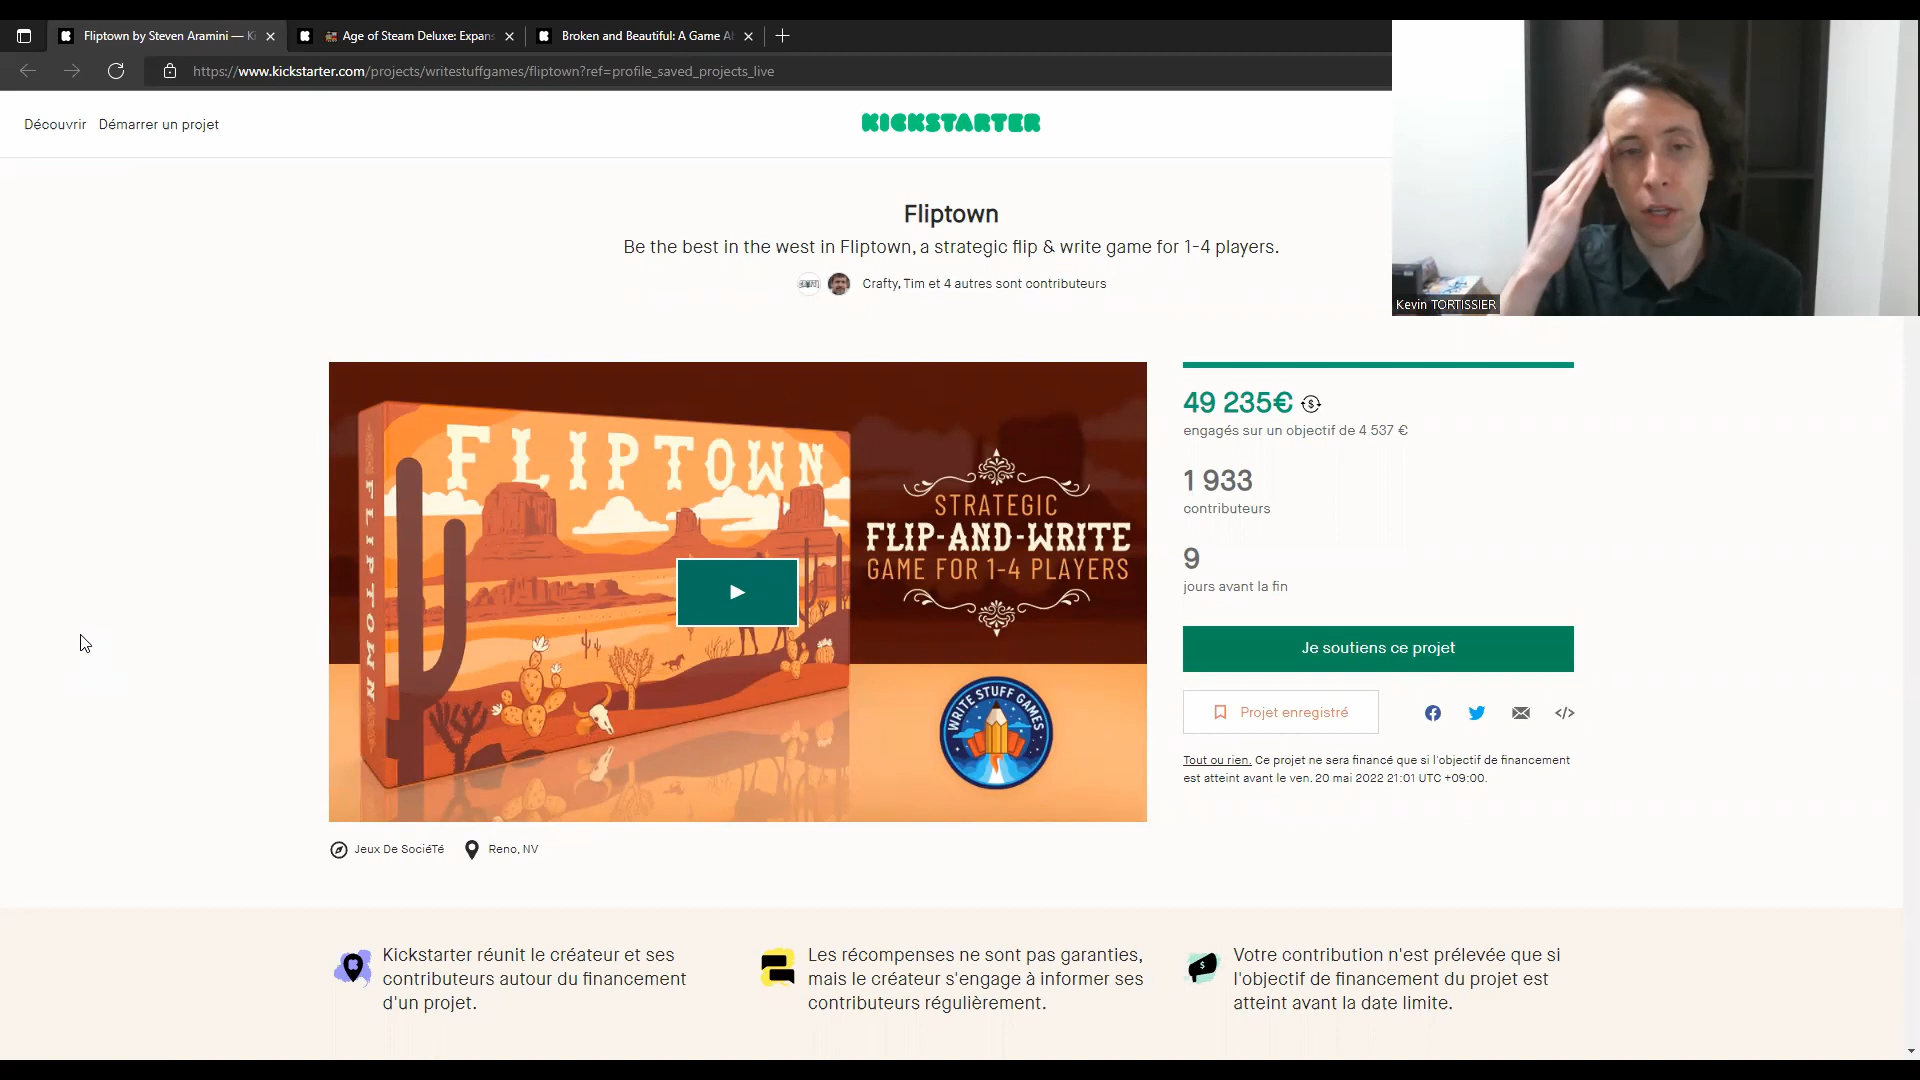 Fliptown by Steven Aramini — Ki
Age of Steam Deluxe: Expans
Broken and Beautiful: A Game Ab
https://www.kickstarter.com/projects/writestuffgames/fliptown?ref=profile_saved_projects_live
Découvrir
Démarrer un projet
KICKSTARTER
Kevin TORTISSIER
Fliptown
Be the best in the west in Fliptown, a strategic flip & write game for 1-4 players.
Crafty, Tim et 4 autres sont contributeurs
FLIPTOWN
FLIPTOWN
STRATEGIC
FLIP-AND-WRITE
GAME FOR 1-4 PLAYERS
WRITE STUFF GAMES
49 235€
engagés sur un objectif de 4 537 €
1 933
contributeurs
9
jours avant la fin
Je soutiens ce projet
Projet enregistré
Tout ou rien. Ce projet ne sera financé que si l'objectif de financement
est atteint avant le ven. 20 mai 2022 21:01 UTC +09:00.
Jeux De SociéTé
Reno, NV
Kickstarter réunit le créateur et ses
contributeurs autour du financement
d'un projet.
Les récompenses ne sont pas garanties,
mais le créateur s'engage à informer ses
contributeurs régulièrement.
Votre contribution n'est prélevée que si
l'objectif de financement du projet est
atteint avant la date limite.